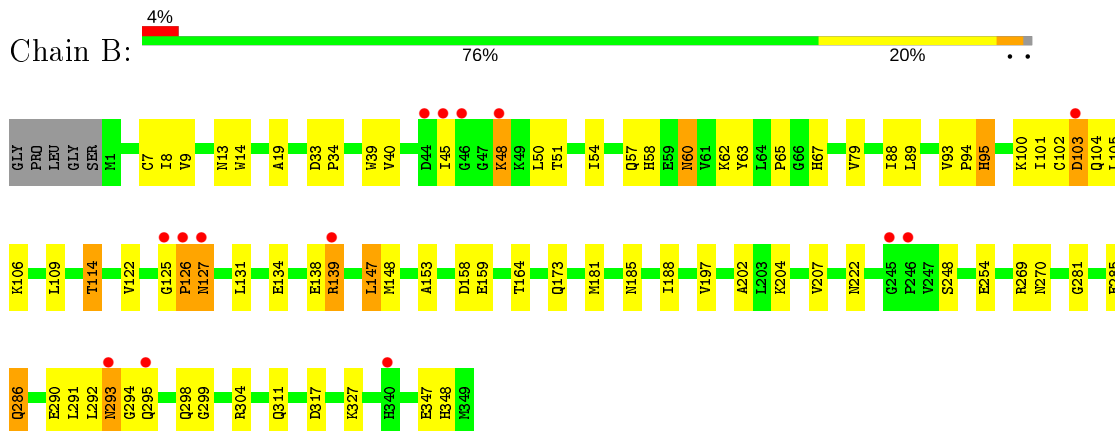 4%
Chain B:
76% 20% • •
GLY PRO LEU GLY SER M1 C7 I8 V9 N13 W14 A19 D33 P34 W39 V40 D44 I45 G46 G47 K48 K49 L50 T51 I54 Q57 H58 E59 N60 V61 K62 Y63 L64 P65 G66 H67 V79 I88 L89 V93 P94 H95 K100 I101 C102 D103 Q104 L105
K106 L109 T114 V122 G125 P126 N127 L131 E134 E138 R139 L147 M148 A153 D158 E159 T164 Q173 M181 N185 I188 V197 A202 L203 K204 V207 N222 G245 P246 V247 S248 E254 R269 N270 G281
Q286 E290 L291 L292 N293 G294 Q295 Q298 G299 R304 Q311 D317 K327 H340 E347 H348 M349